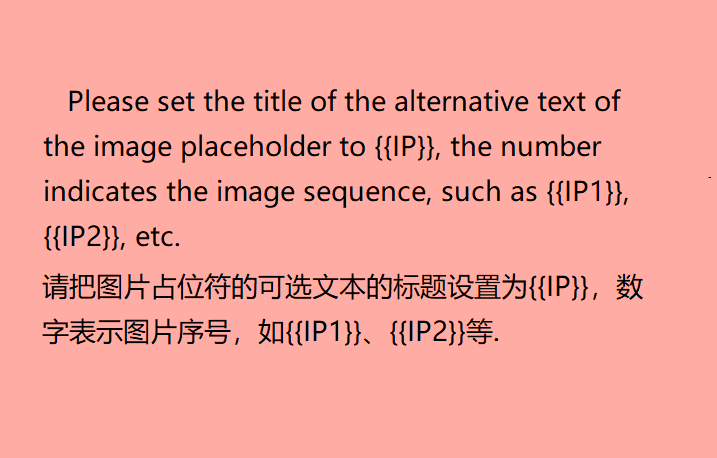 Please set the title of the alternative text of
the image placeholder to {{IP}}, the number
indicates the image sequence, such as {{IP1}},
{{IP2}}, etc.
请把图片占位符的可选文本的标题设置为{{IP}}，数
字表示图片序号，如{{IP1}}、{{IP2}}等.